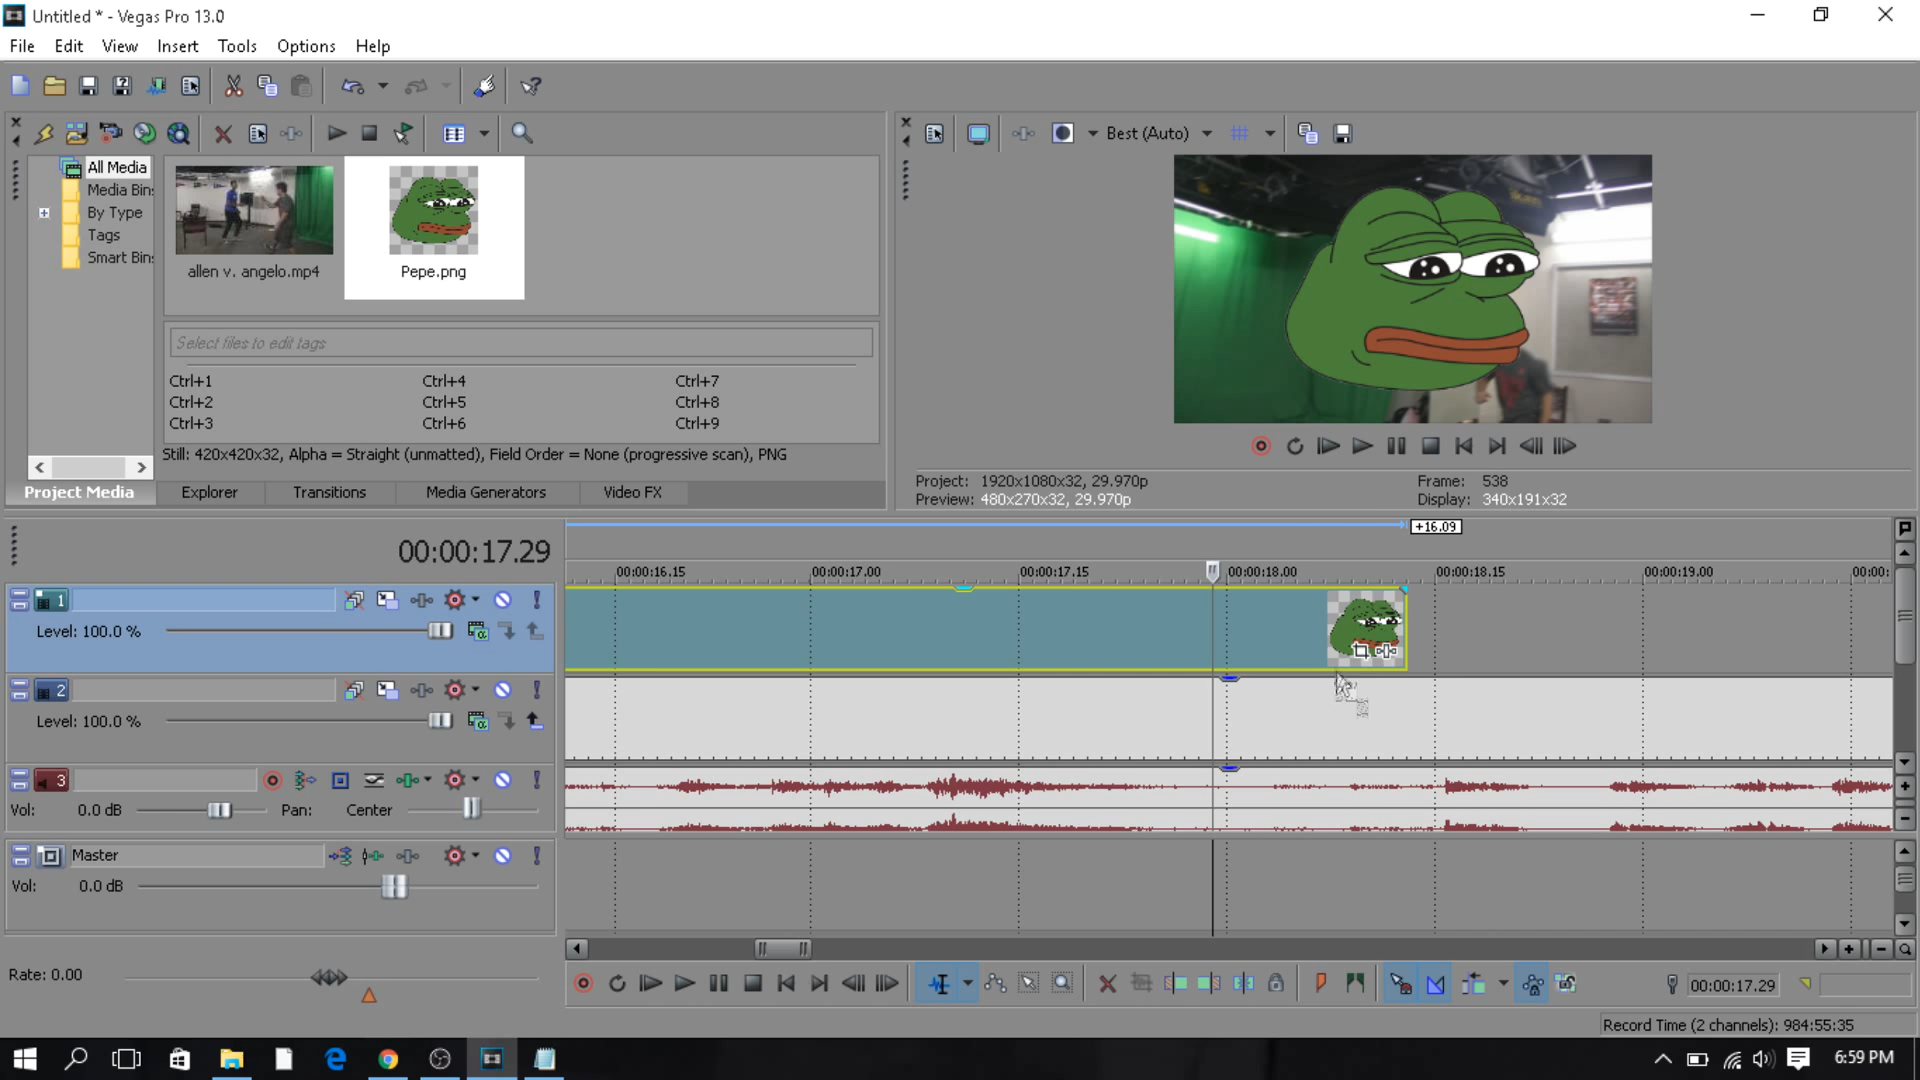 Untitled * - Vegas Pro 13.0
File Edit View Insert Tools Options Help
Best (Auto)
All Media
Media Bin
By Type
Tags
Smart Bin
allen v. angelo.mp4
Pepe.png
Select files to edit tags
Ctrl+1 Ctrl+4 Ctrl+7
Ctrl+2 Ctrl+5 Ctrl+8
Ctrl+3 Ctrl+6 Ctrl+9
Still: 420x420x32, Alpha = Straight (unmatted), Field Order = None (progressive scan), PNG
Project Media Explorer Transitions Media Generators Video FX
Project: 1920x1080x32, 29.970p Frame: 538
Preview: 480x270x32, 29.970p Display: 340x191x32
+16.09
00:00:17.29
00:00:16.15 00:00:17.00 00:00:17.15 00:00:18.00 00:00:18.15 00:00:19.00 00:00:
1
Level: 100.0 %
2
Level: 100.0 %
3
Vol: 0.0 dB Pan: Center
Master
Vol: 0.0 dB
Rate: 0.00
00:00:17.29
Record Time (2 channels): 984:55:35
6:59 PM